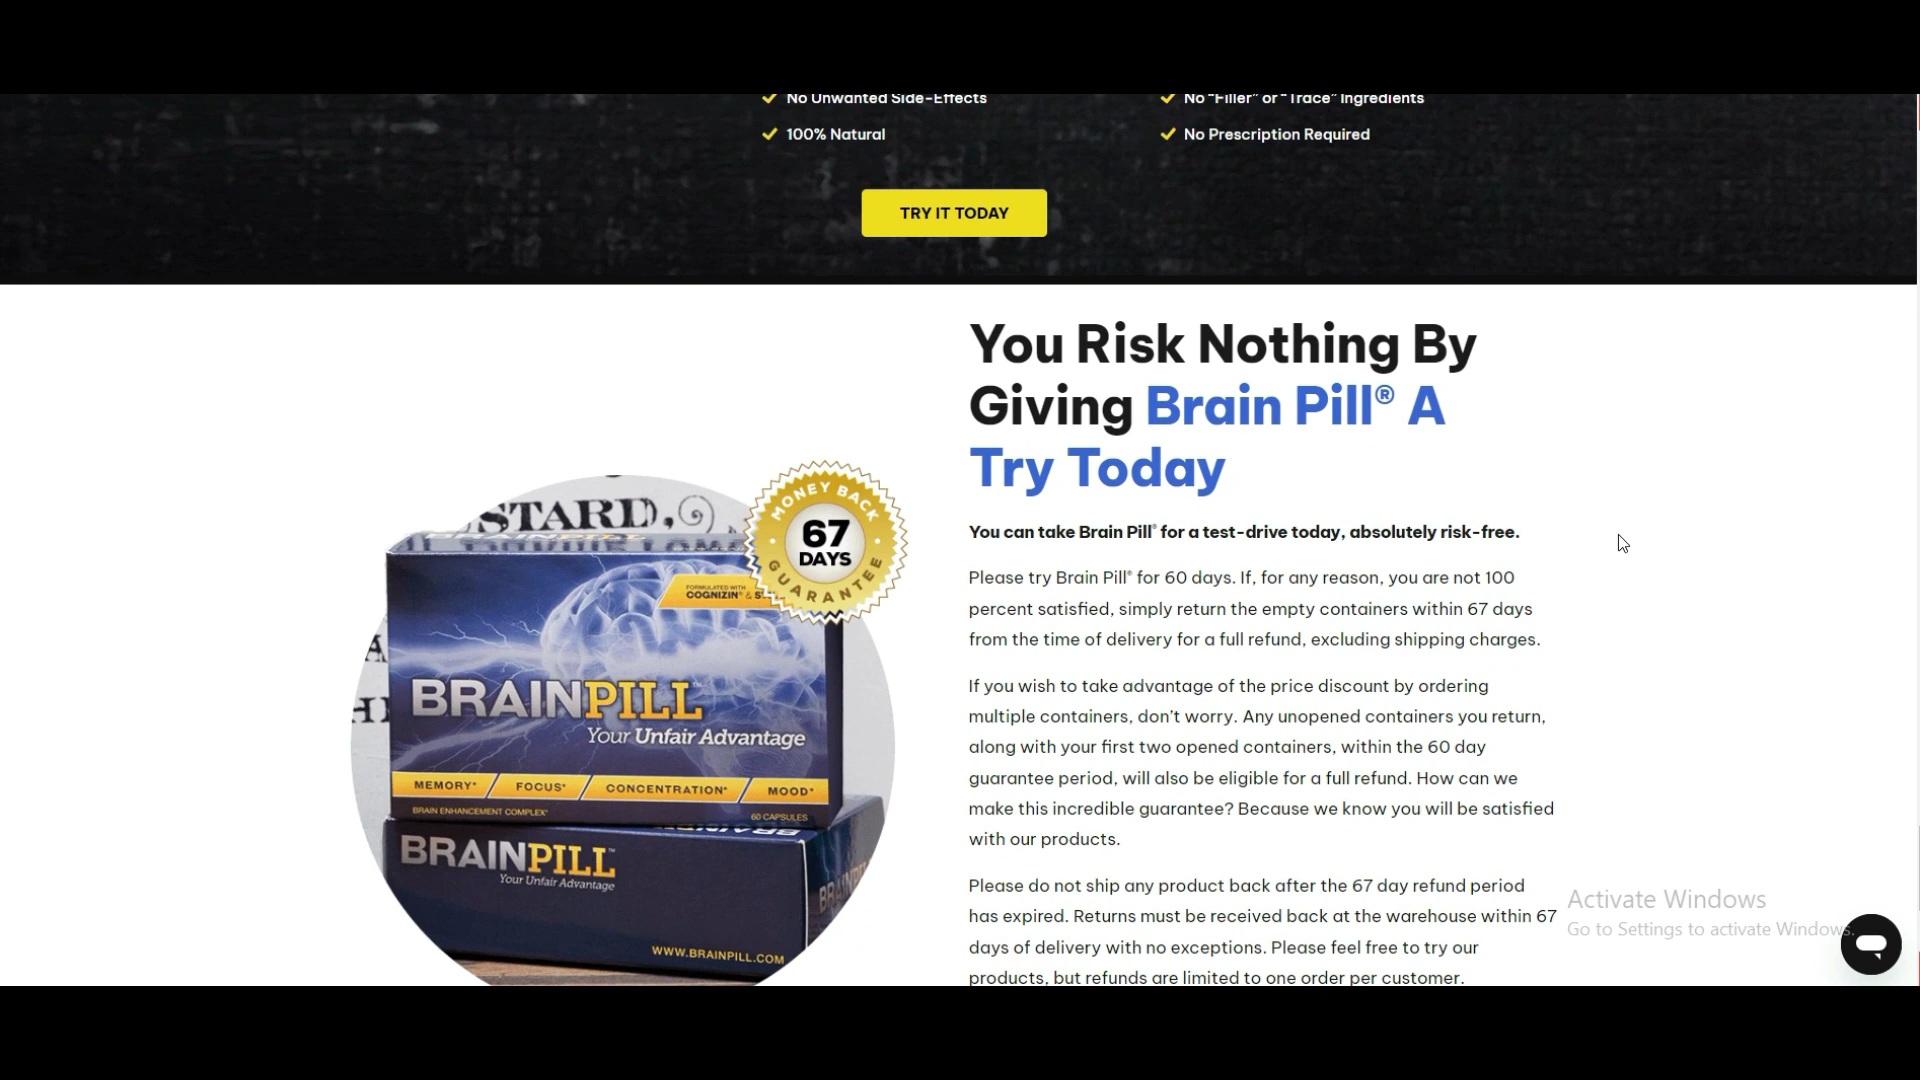 No Unwanted Side-Effects
No "Filler" or "Trace" Ingredients
100% Natural
No Prescription Required
TRY IT TODAY
You Risk Nothing By
Giving Brain Pill® A
Try Today
You can take Brain Pill® for a test-drive today, absolutely risk-free.
Please try Brain Pill® for 60 days. If, for any reason, you are not 100
percent satisfied, simply return the empty containers within 67 days
from the time of delivery for a full refund, excluding shipping charges.
If you wish to take advantage of the price discount by ordering
multiple containers, don't worry. Any unopened containers you return,
along with your first two opened containers, within the 60 day
guarantee period, will also be eligible for a full refund. How can we
make this incredible guarantee? Because we know you will be satisfied
with our products.
Please do not ship any product back after the 67 day refund period
has expired. Returns must be received back at the warehouse within 67
days of delivery with no exceptions. Please feel free to try our
products, but refunds are limited to one order per customer.
STARD,
MONEY BACK
67
DAYS
GUARANTEE
BRAINPILL
FORMULATED WITH
COGNIZIN® &
BRAINPILL™
Your Unfair Advantage
MEMORY* FOCUS* CONCENTRATION* MOOD*
BRAIN ENHANCEMENT COMPLEX*
60 CAPSULES
BRAINPILL™
Your Unfair Advantage
WWW.BRAINPILL.COM
Activate Windows
Go to Settings to activate Windows.